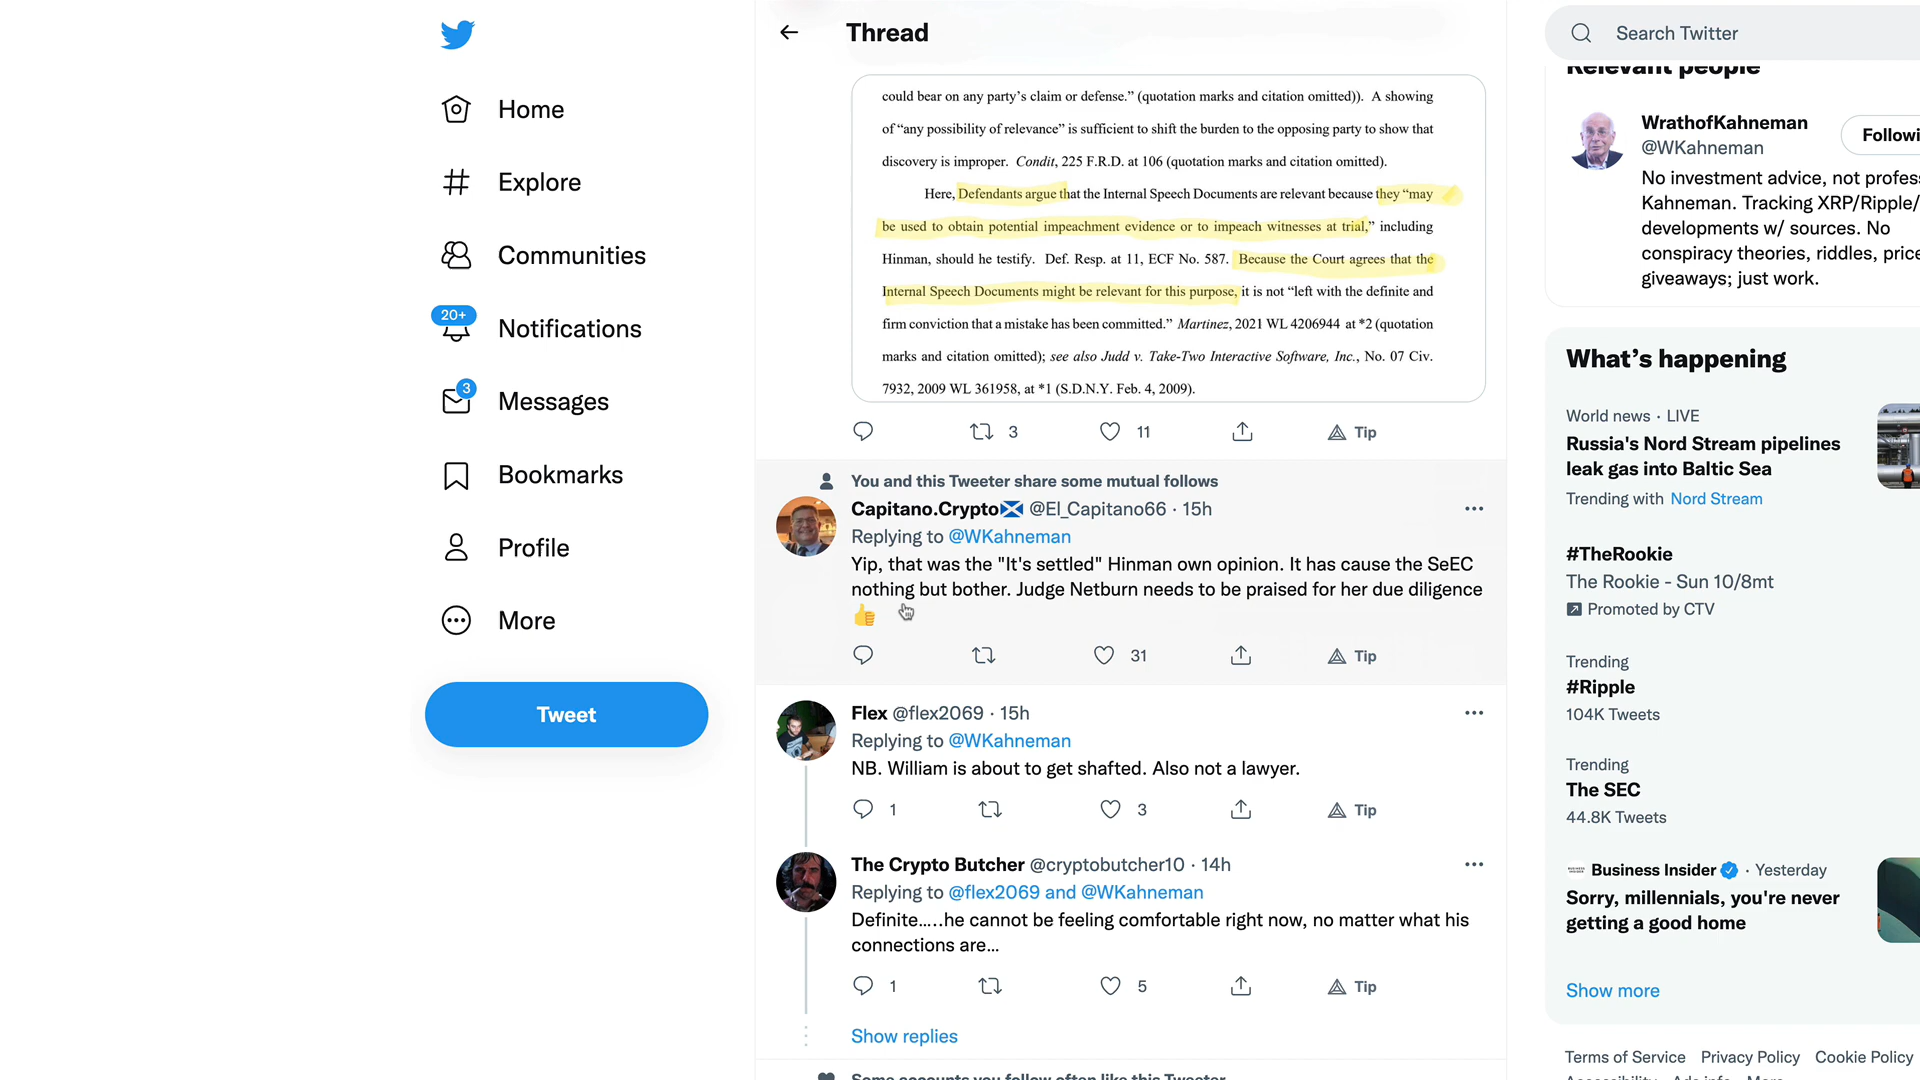 Home
Explore
Communities
20+
Notifications
3
Messages
Bookmarks
Profile
More
Tweet
Thread
could bear on any party’s claim or defense.” (quotation marks and citation omitted)). A showing
of “any possibility of relevance” is sufficient to shift the burden to the opposing party to show that
discovery is improper. Condit, 225 F.R.D. at 106 (quotation marks and citation omitted).
Here, Defendants argue that the Internal Speech Documents are relevant because they “may
be used to obtain potential impeachment evidence or to impeach witnesses at trial,” including
Hinman, should he testify. Def. Resp. at 11, ECF No. 587. Because the Court agrees that the
Internal Speech Documents might be relevant for this purpose, it is not “left with the definite and
firm conviction that a mistake has been committed.” Martinez, 2021 WL 4206944 at *2 (quotation
marks and citation omitted); see also Judd v. Take-Two Interactive Software, Inc., No. 07 Civ.
7932, 2009 WL 361958, at *1 (S.D.N.Y. Feb. 4, 2009).
3 11 Tip
You and this Tweeter share some mutual follows
Capitano.Crypto🏴󠁧󠁢󠁳󠁣󠁴󠁿 @El_Capitano66 · 15h
Replying to @WKahneman
Yip, that was the "It's settled" Hinman own opinion. It has cause the SeEC
nothing but bother. Judge Netburn needs to be praised for her due diligence
👍
31 Tip
Flex @flex2069 · 15h
Replying to @WKahneman
NB. William is about to get shafted. Also not a lawyer.
1 3 Tip
The Crypto Butcher @cryptobutcher10 · 14h
Replying to @flex2069 and @WKahneman
Definite.....he cannot be feeling comfortable right now, no matter what his
connections are...
1 5 Tip
Show replies
Some accounts you follow often like this Tweeter
Search Twitter
Relevant people
WrathofKahneman
@WKahneman
Followi
No investment advice, not profes
Kahneman. Tracking XRP/Ripple/
developments w/ sources. No
conspiracy theories, riddles, price
giveaways; just work.
What’s happening
World news · LIVE
Russia's Nord Stream pipelines
leak gas into Baltic Sea
Trending with Nord Stream
#TheRookie
The Rookie - Sun 10/8mt
Promoted by CTV
Trending
#Ripple
104K Tweets
Trending
The SEC
44.8K Tweets
Business Insider · Yesterday
Sorry, millennials, you're never
getting a good home
Show more
Terms of Service Privacy Policy Cookie Policy
Accessibility Ads info More